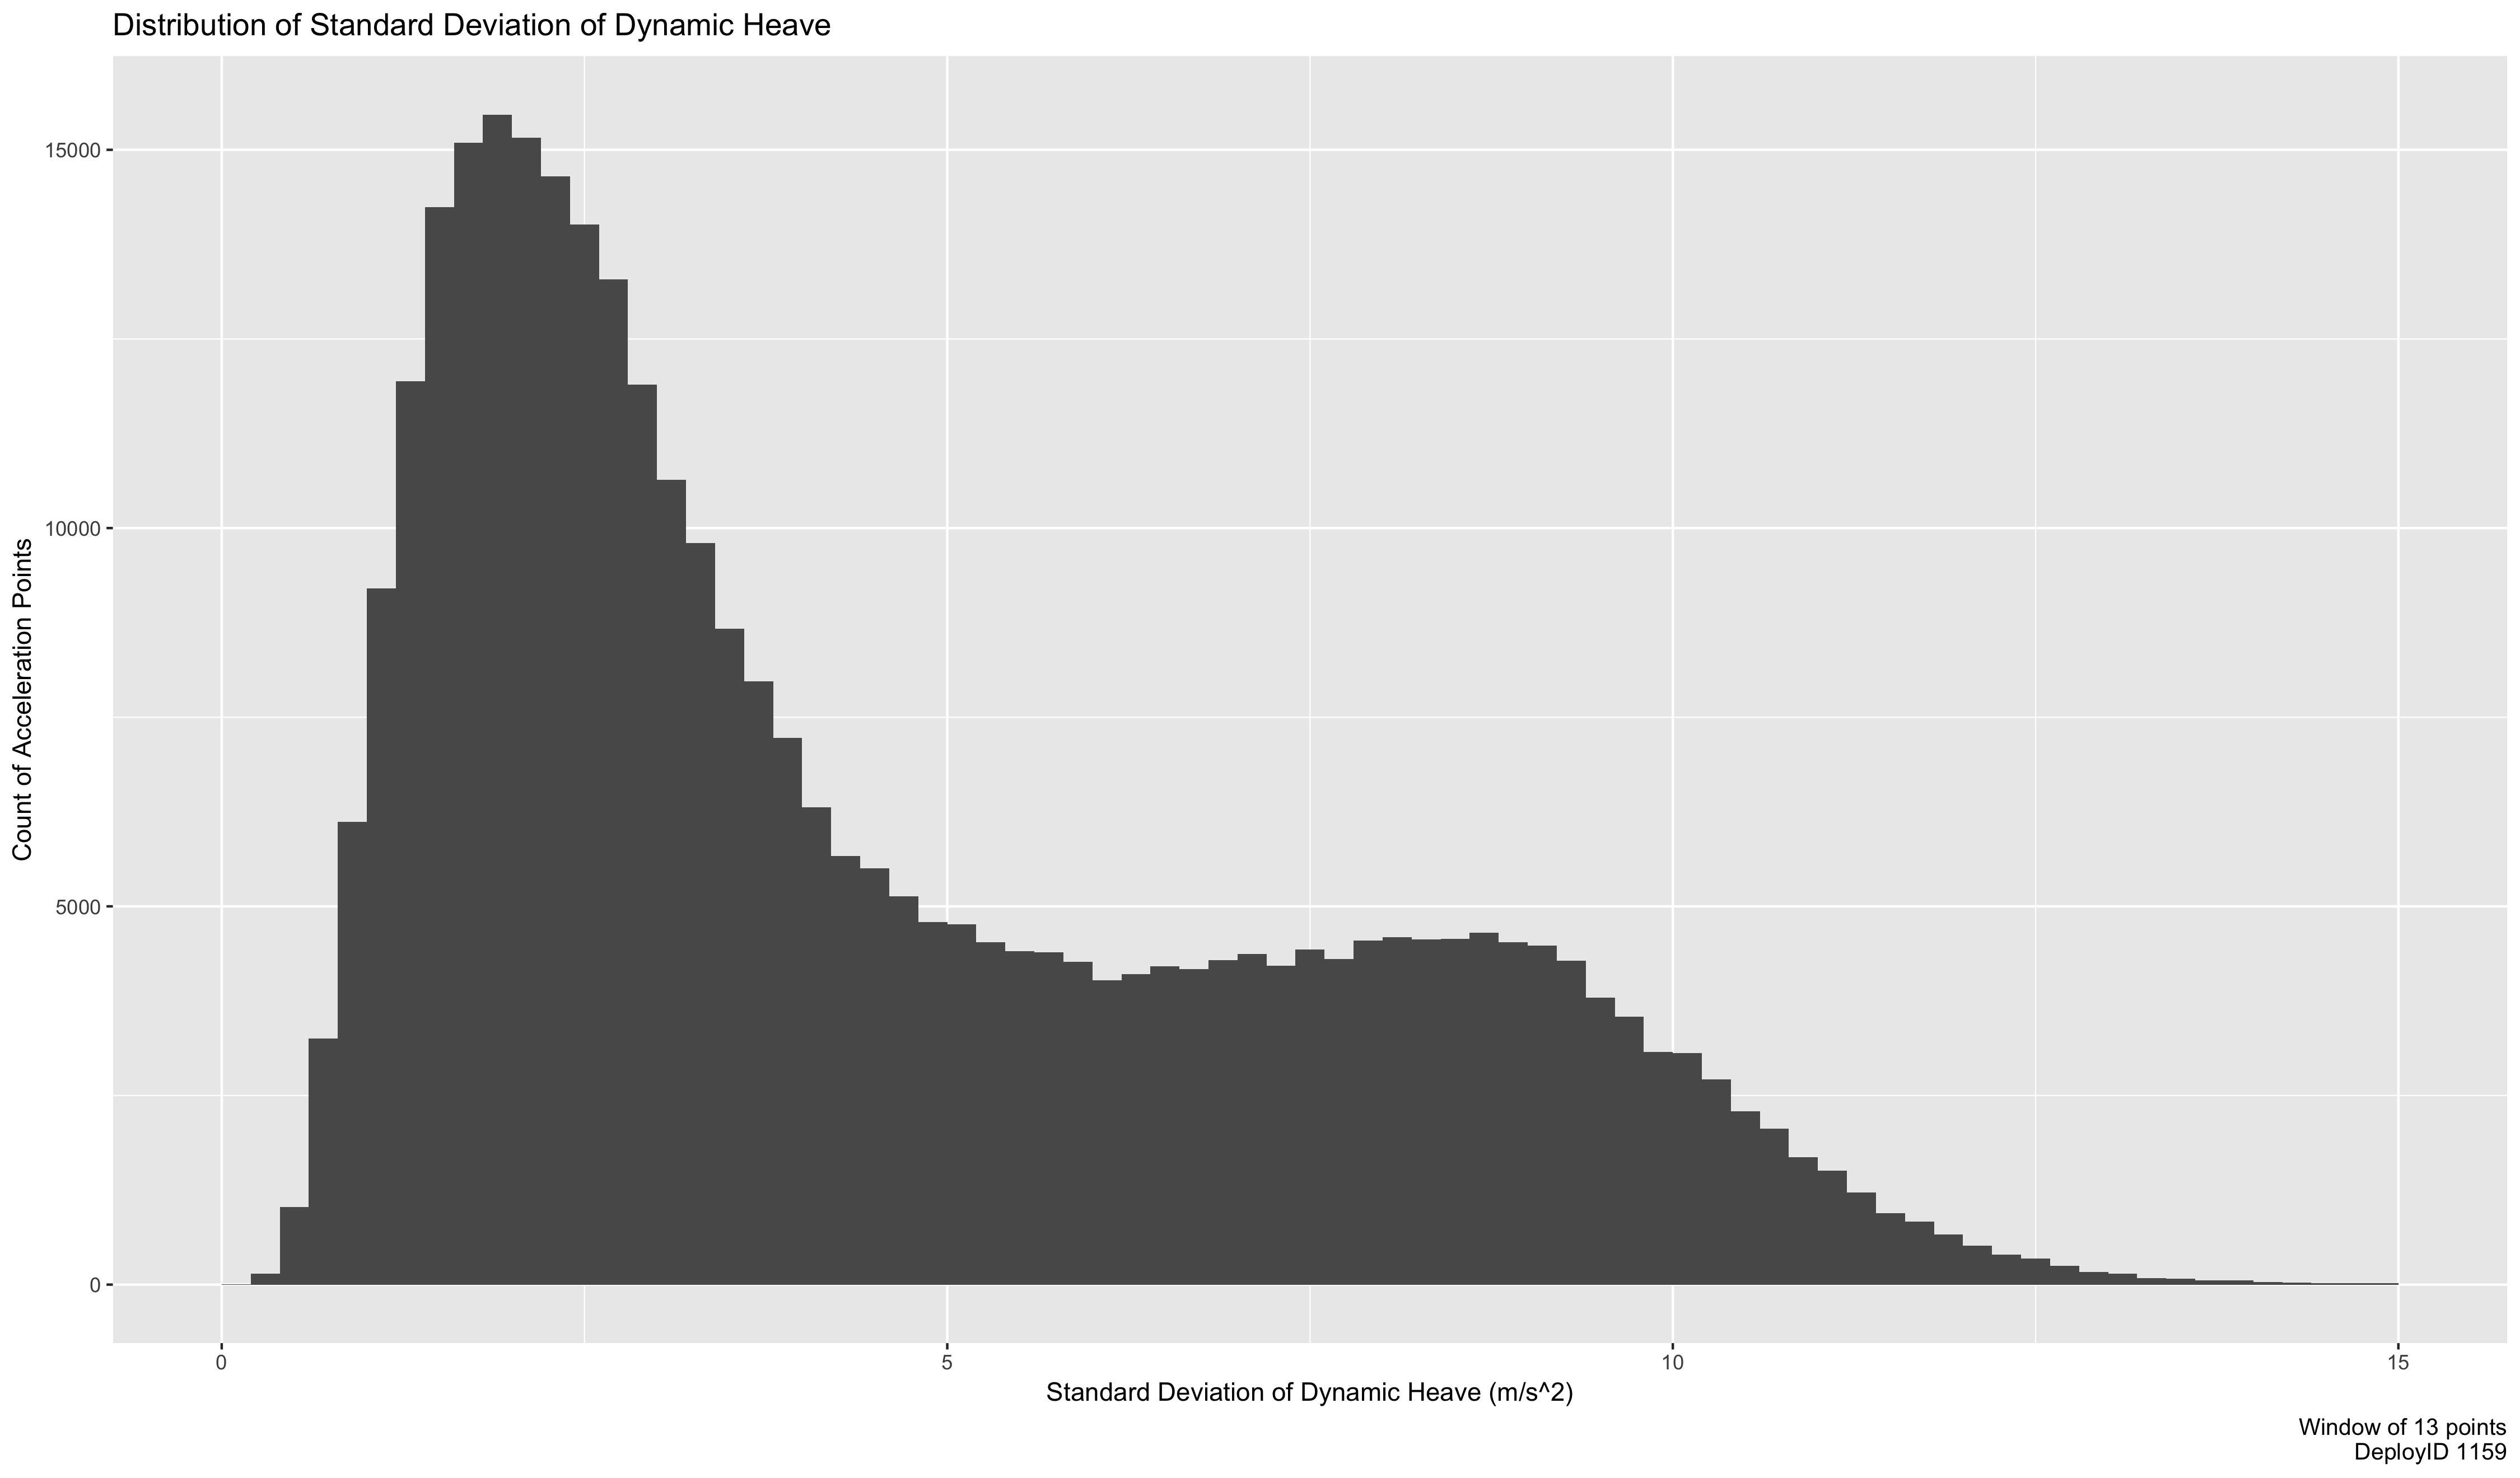 Distribution of Standard Deviation of Dynamic Heave
Count of Acceleration Points
15000
10000
5000
0
0
5
10
15
Standard Deviation of Dynamic Heave (m/s^2)
Window of 13 points
DeployID 1159